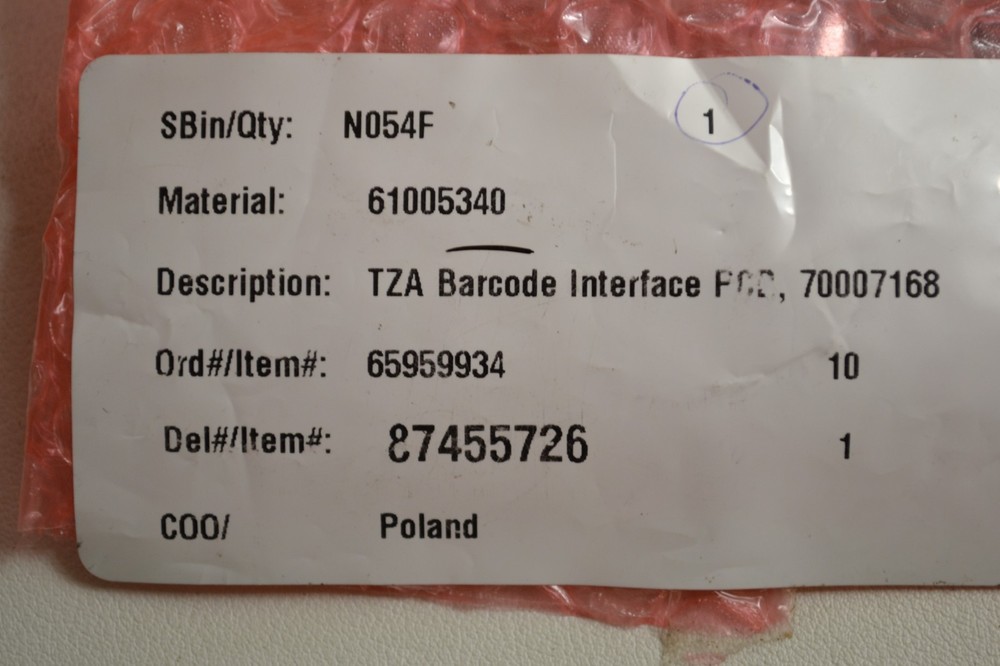 SBin/Qty: N054F 1
Material: 61005340
Description: TZA Barcode Interface PCB, 70007168
Ord#/Item#: 65959934 10
Del#/Item#: 87455726 1
COO/ Poland